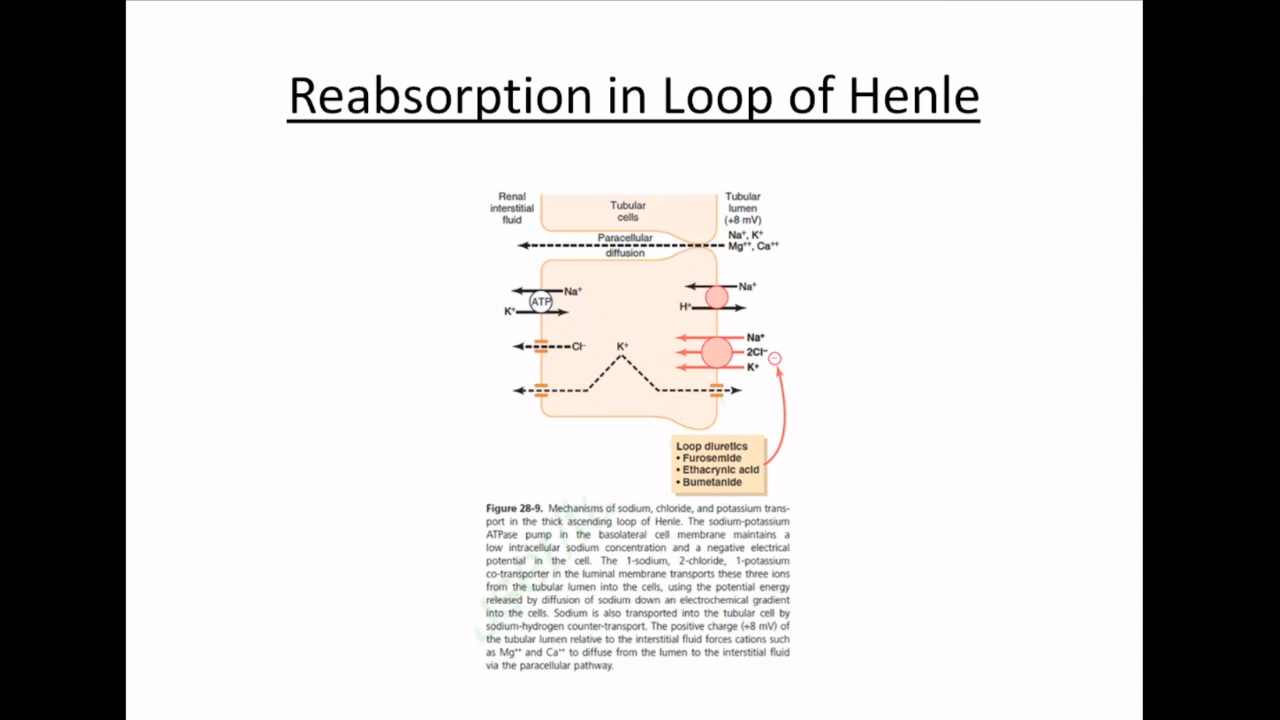 Reabsorption in Loop of Henle
Renal
interstitial
fluid
Tubular
cells
Tubular
lumen
(+8 mV)
Paracellular
diffusion
Na⁺, K⁺
Mg⁺⁺, Ca⁺⁺
Na⁺
ATP
K⁺
Na⁺
H⁺
Cl⁻
K⁺
Na⁺
2Cl⁻
K⁺
−
Loop diuretics
• Furosemide
• Ethacrynic acid
• Bumetanide
Figure 28-9. Mechanisms of sodium, chloride, and potassium trans-
port in the thick ascending loop of Henle. The sodium-potassium
ATPase pump in the basolateral cell membrane maintains a
low intracellular sodium concentration and a negative electrical
potential in the cell. The 1-sodium, 2-chloride, 1-potassium
co-transporter in the luminal membrane transports these three ions
from the tubular lumen into the cells, using the potential energy
released by diffusion of sodium down an electrochemical gradient
into the cells. Sodium is also transported into the tubular cell by
sodium-hydrogen counter-transport. The positive charge (+8 mV) of
the tubular lumen relative to the interstitial fluid forces cations such
as Mg⁺⁺ and Ca⁺⁺ to diffuse from the lumen to the interstitial fluid
via the paracellular pathway.